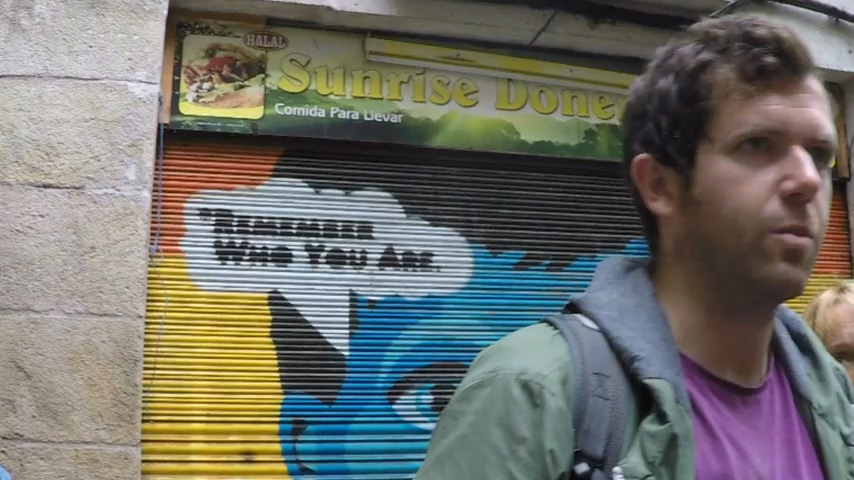 HALAL
Sunrise Doner
Comida Para Llevar
"REMEMBER
WHO YOU ARE.